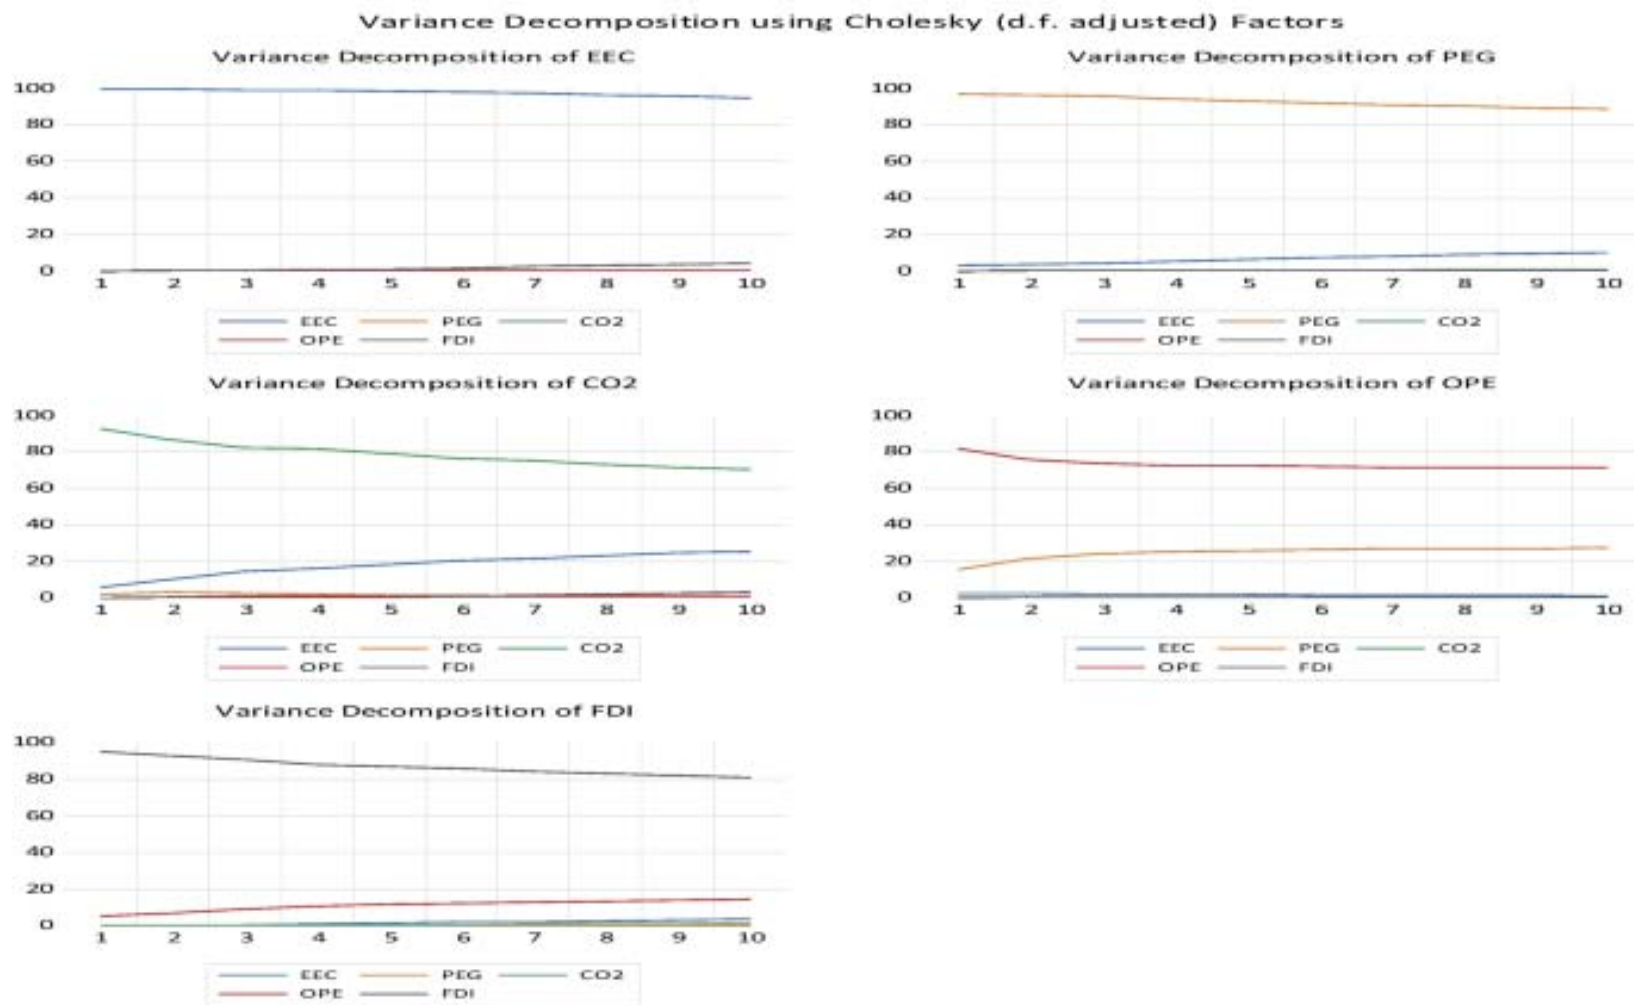 Variance Decomposition using Cholesky (d.f. adjusted) Factors
Variance Decomposition of EEC
100
80
60
40
20
0
1 2 3 4 5 6 7 8 9 10
EEC PEG CO2
OPE FDI
Variance Decomposition of PEG
100
80
60
40
20
0
1 2 3 4 5 6 7 8 9 10
EEC PEG CO2
OPE FDI
Variance Decomposition of CO2
100
80
60
40
20
0
1 2 3 4 5 6 7 8 9 10
EEC PEG CO2
OPE FDI
Variance Decomposition of OPE
100
80
60
40
20
0
1 2 3 4 5 6 7 8 9 10
EEC PEG CO2
OPE FDI
Variance Decomposition of FDI
100
80
60
40
20
0
1 2 3 4 5 6 7 8 9 10
EEC PEG CO2
OPE FDI